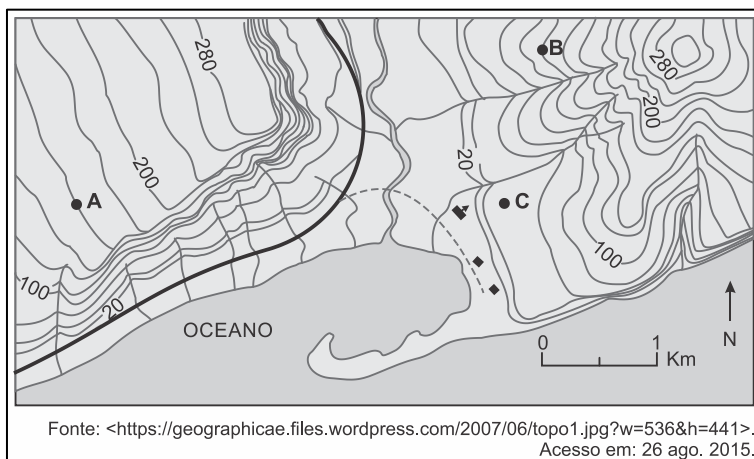 280
B
280
200
20
200
A
C
100
100
20
OCEANO
N
0
1
Km
Fonte: <https://geographicae.files.wordpress.com/2007/06/topo1.jpg?w=536&h=441>.
Acesso em: 26 ago. 2015.